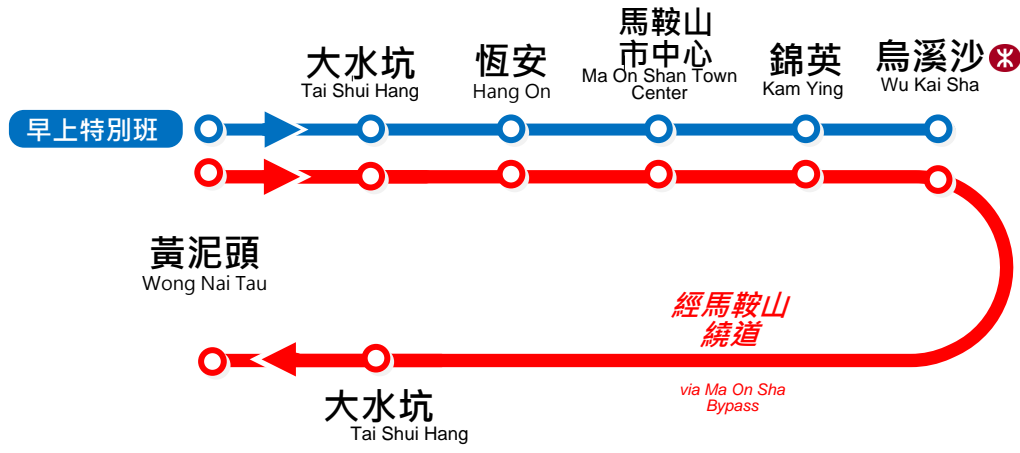 大水坑
Tai Shui Hang
恆安
Hang On
馬鞍山
市中心
Ma On Shan Town
Center
錦英
Kam Ying
烏溪沙
Wu Kai Sha
早上特別班
黃泥頭
Wong Nai Tau
經馬鞍山
繞道
via Ma On Sha
Bypass
大水坑
Tai Shui Hang